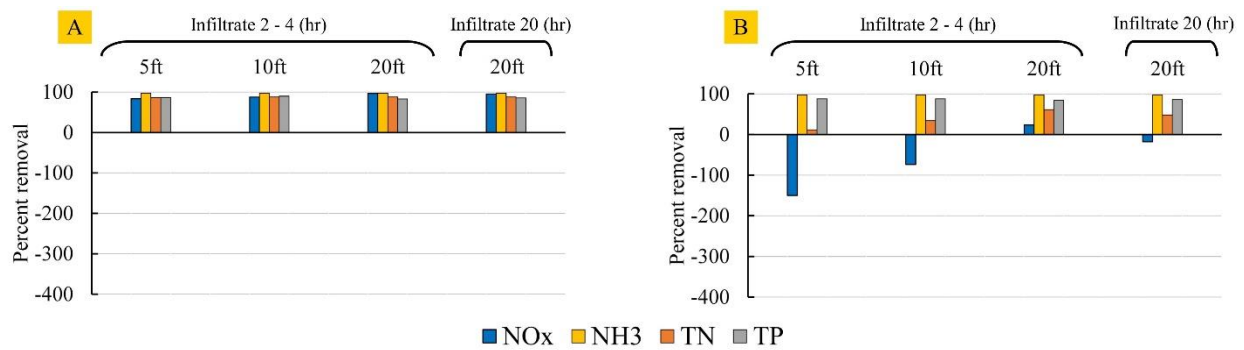 A
Infiltrate 2 - 4 (hr)
Infiltrate 20 (hr)
5ft
10ft
20ft
20ft
Percent removal
100
0
-100
-200
-300
-400
B
Infiltrate 2 - 4 (hr)
Infiltrate 20 (hr)
5ft
10ft
20ft
20ft
Percent removal
100
0
-100
-200
-300
-400
NOx NH3 TN TP